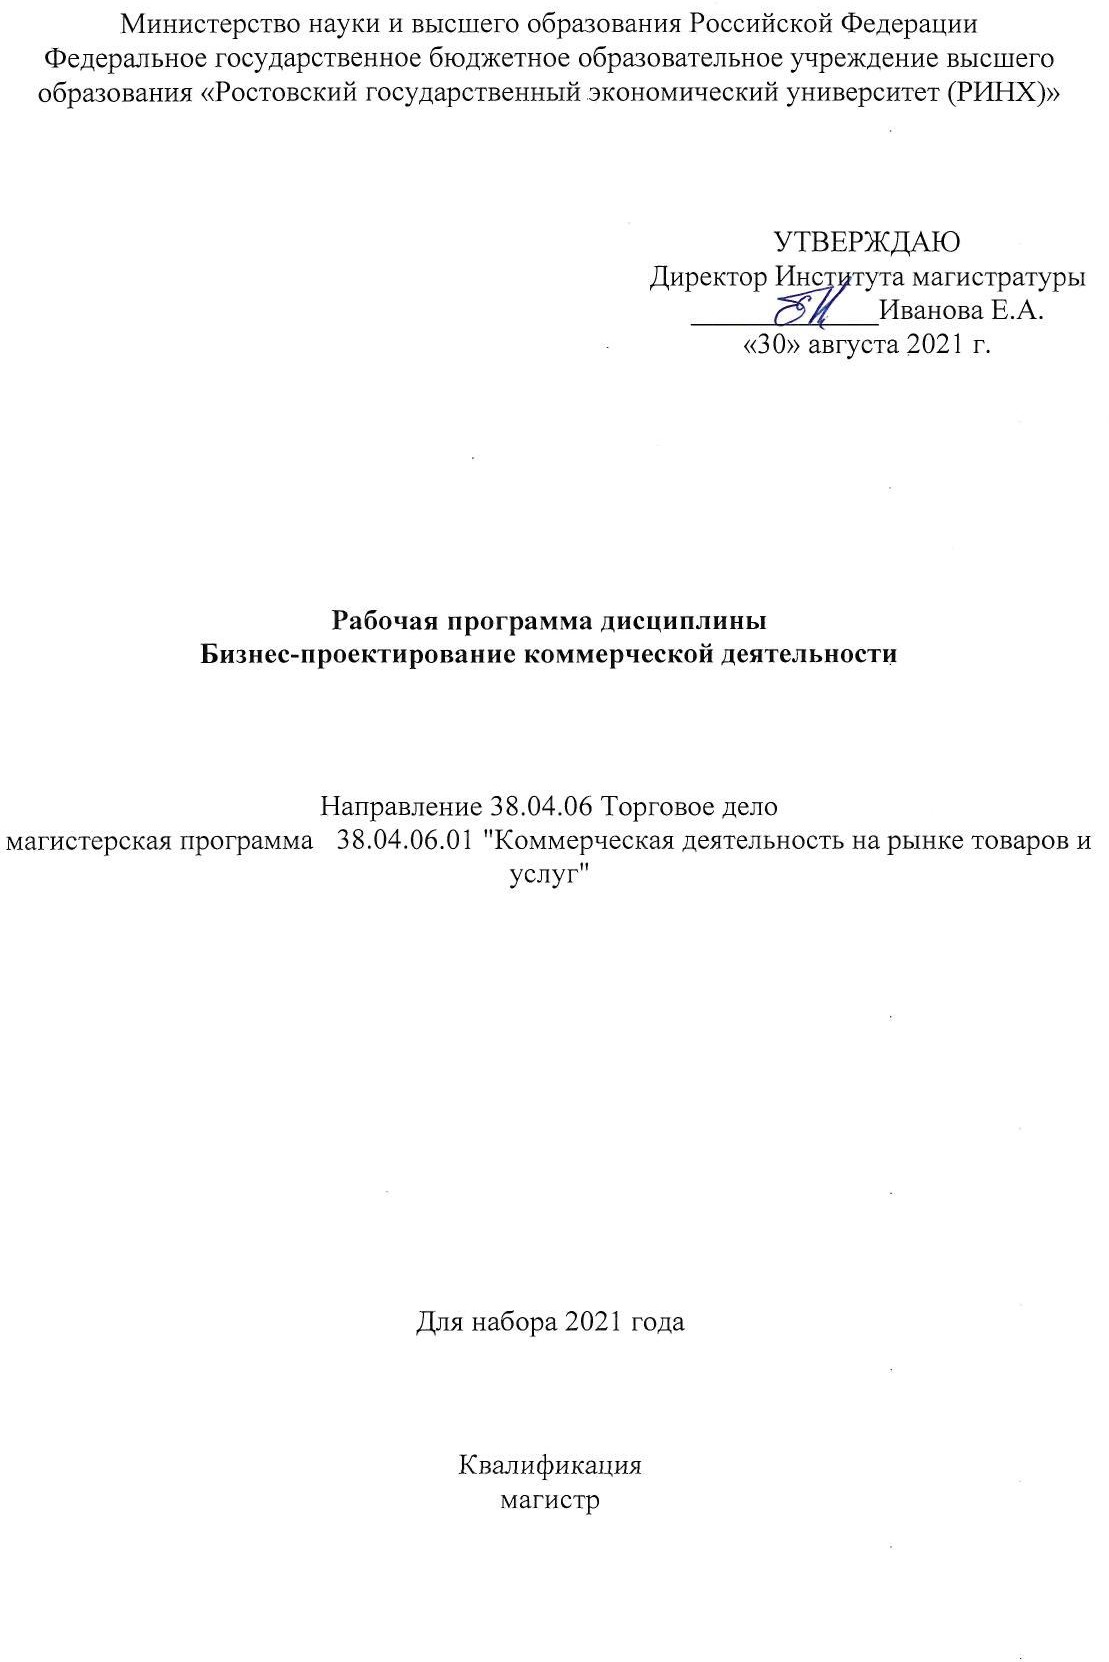 Министерство науки и высшего образования Российской Федерации
Федеральное государственное бюджетное образовательное учреждение высшего
образования «Ростовский государственный экономический университет (РИНХ)»
УТВЕРЖДАЮ
Директор Института магистратуры
Иванова Е.А.
«30» августа 2021 г.
Рабочая программа дисциплины
Бизнес-проектирование коммерческой деятельности
Направление 38.04.06 Торговое дело
магистерская программа 38.04.06.01 "Коммерческая деятельность на рынке товаров и
услуг"
Для набора 2021 года
Квалификация
магистр